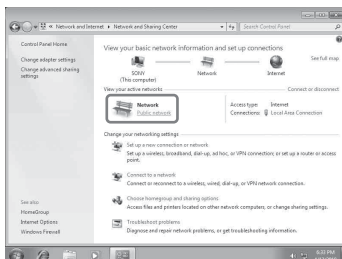 « Network and Internet ▸ Network and Sharing Center
Search Control Panel
Control Panel Home
Change adapter settings
Change advanced sharing
settings
See also
HomeGroup
Internet Options
Windows Firewall
View your basic network information and set up connections
See full map
SONY
(This computer)
Network
Internet
View your active networks
Connect or disconnect
Network
Public network
Access type: Internet
Connections: Local Area Connection
Change your networking settings
Set up a new connection or network
Set up a wireless, broadband, dial-up, ad hoc, or VPN connection; or set up a router or access
point.
Connect to a network
Connect or reconnect to a wireless, wired, dial-up, or VPN network connection.
Choose homegroup and sharing options
Access files and printers located on other network computers, or change sharing settings.
Troubleshoot problems
Diagnose and repair network problems, or get troubleshooting information.
6:33 PM